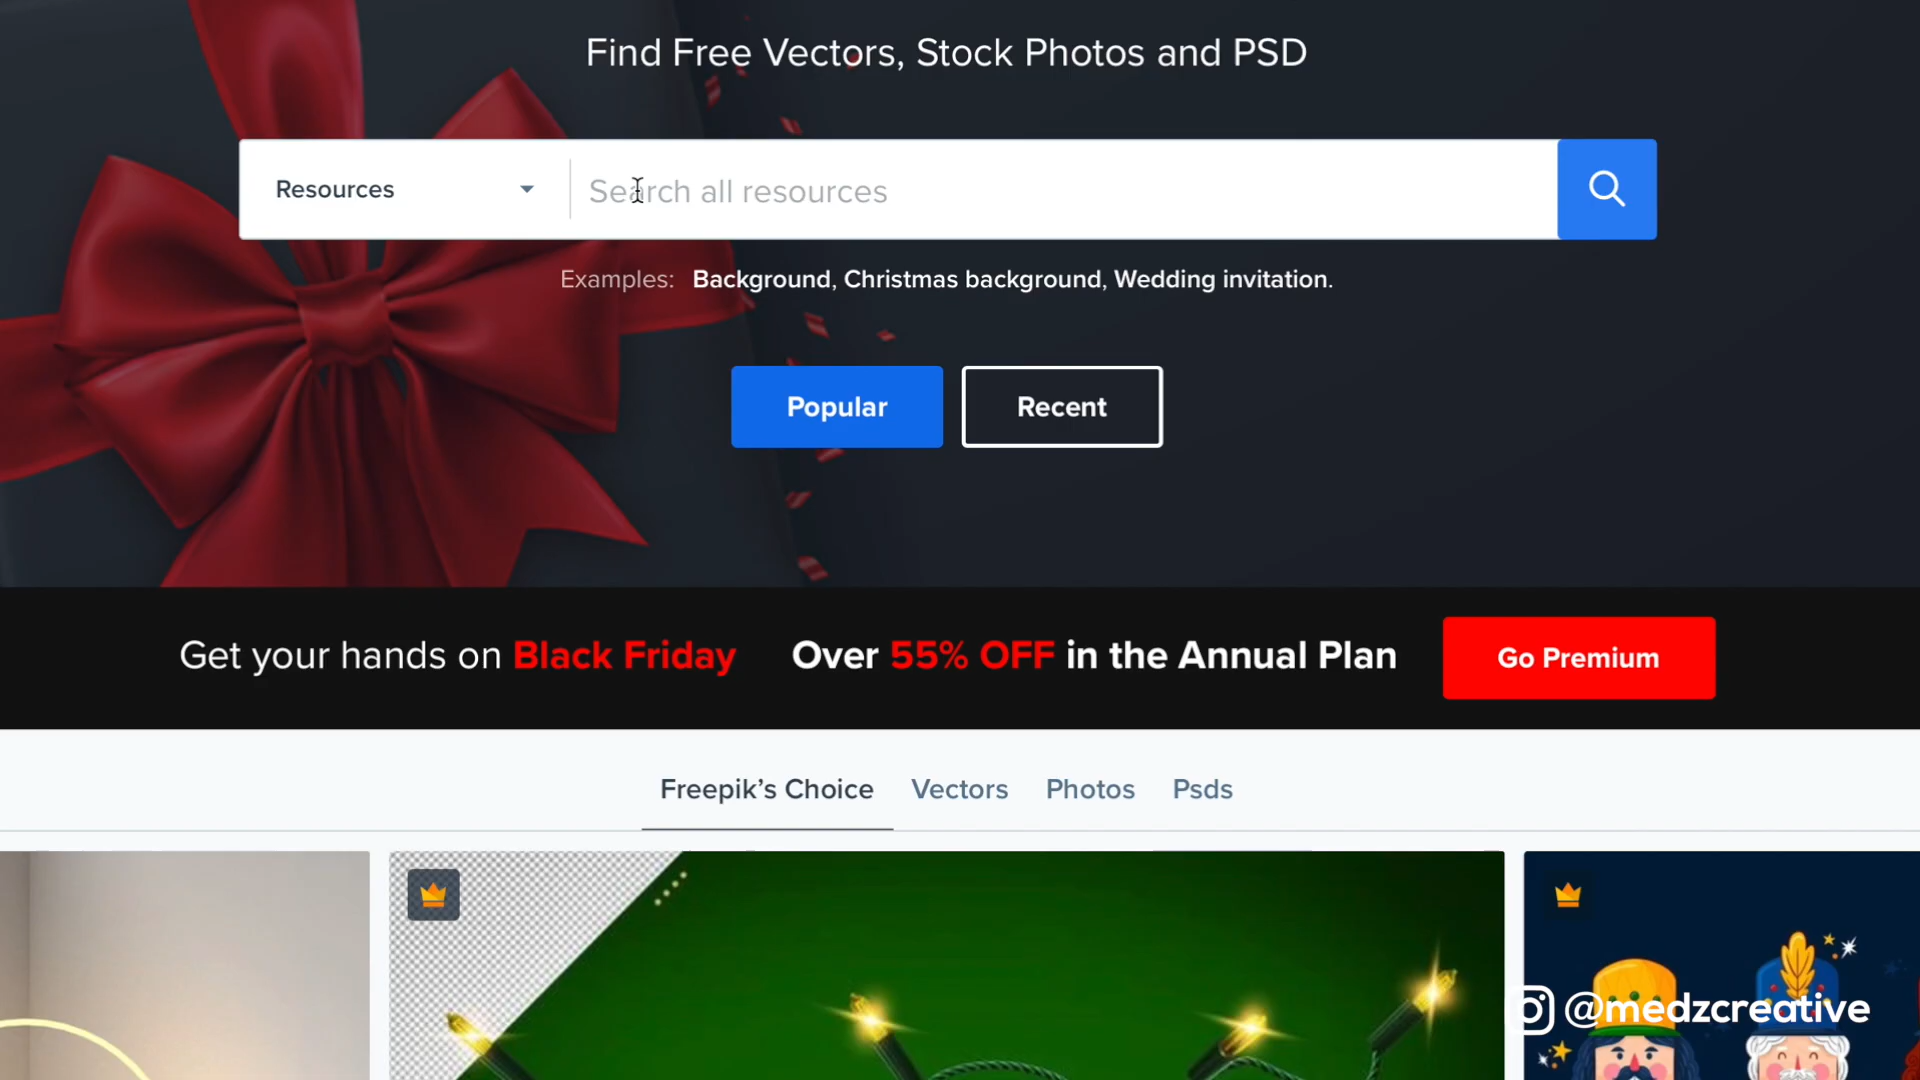 Find Free Vectors, Stock Photos and PSD
Resources
Search all resources
Examples: Background, Christmas background, Wedding invitation.
Popular
Recent
Get your hands on Black Friday
Over 55% OFF in the Annual Plan
Go Premium
Freepik’s Choice
Vectors
Photos
Psds
@medzcreative